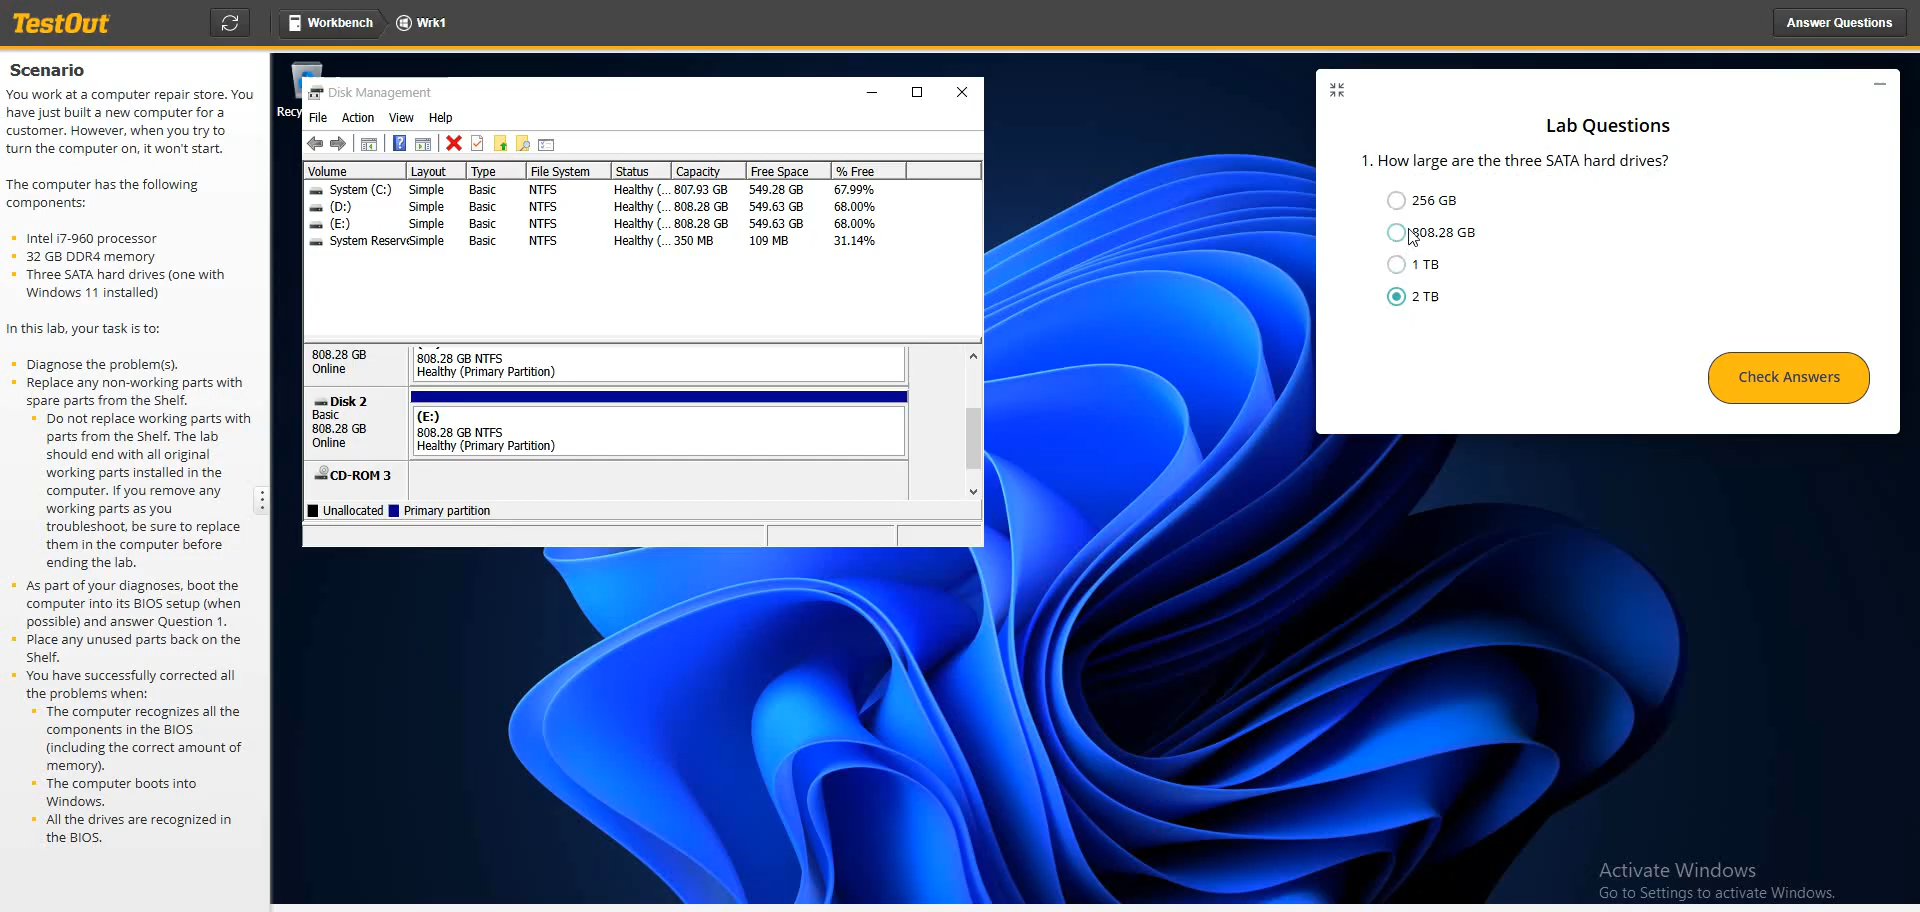 TestOut
Workbench
Wrk1
Answer Questions
Scenario
You work at a computer repair store. You
have just built a new computer for a
customer. However, when you try to
turn the computer on, it won't start.
The computer has the following
components:
Intel i7-960 processor
32 GB DDR4 memory
Three SATA hard drives (one with
Windows 11 installed)
In this lab, your task is to:
Diagnose the problem(s).
Replace any non-working parts with
spare parts from the Shelf.
Do not replace working parts with
parts from the Shelf. The lab
should end with all original
working parts installed in the
computer. If you remove any
working parts as you
troubleshoot, be sure to replace
them in the computer before
ending the lab.
As part of your diagnoses, boot the
computer into its BIOS setup (when
possible) and answer Question 1.
Place any unused parts back on the
Shelf.
You have successfully corrected all
the problems when:
The computer recognizes all the
components in the BIOS
(including the correct amount of
memory).
The computer boots into
Windows.
All the drives are recognized in
the BIOS.
Recy
Disk Management
File Action View Help
Volume Layout Type File System Status Capacity Free Space % Free
System (C:) Simple Basic NTFS Healthy (... 807.93 GB 549.28 GB 67.99%
(D:) Simple Basic NTFS Healthy (... 808.28 GB 549.63 GB 68.00%
(E:) Simple Basic NTFS Healthy (... 808.28 GB 549.63 GB 68.00%
System Reserve Simple Basic NTFS Healthy (... 350 MB 109 MB 31.14%
808.28 GB
Online
808.28 GB NTFS
Healthy (Primary Partition)
Disk 2
Basic
808.28 GB
Online
(E:)
808.28 GB NTFS
Healthy (Primary Partition)
CD-ROM 3
Unallocated Primary partition
Lab Questions
1. How large are the three SATA hard drives?
256 GB
808.28 GB
1 TB
2 TB
Check Answers
Activate Windows
Go to Settings to activate Windows.